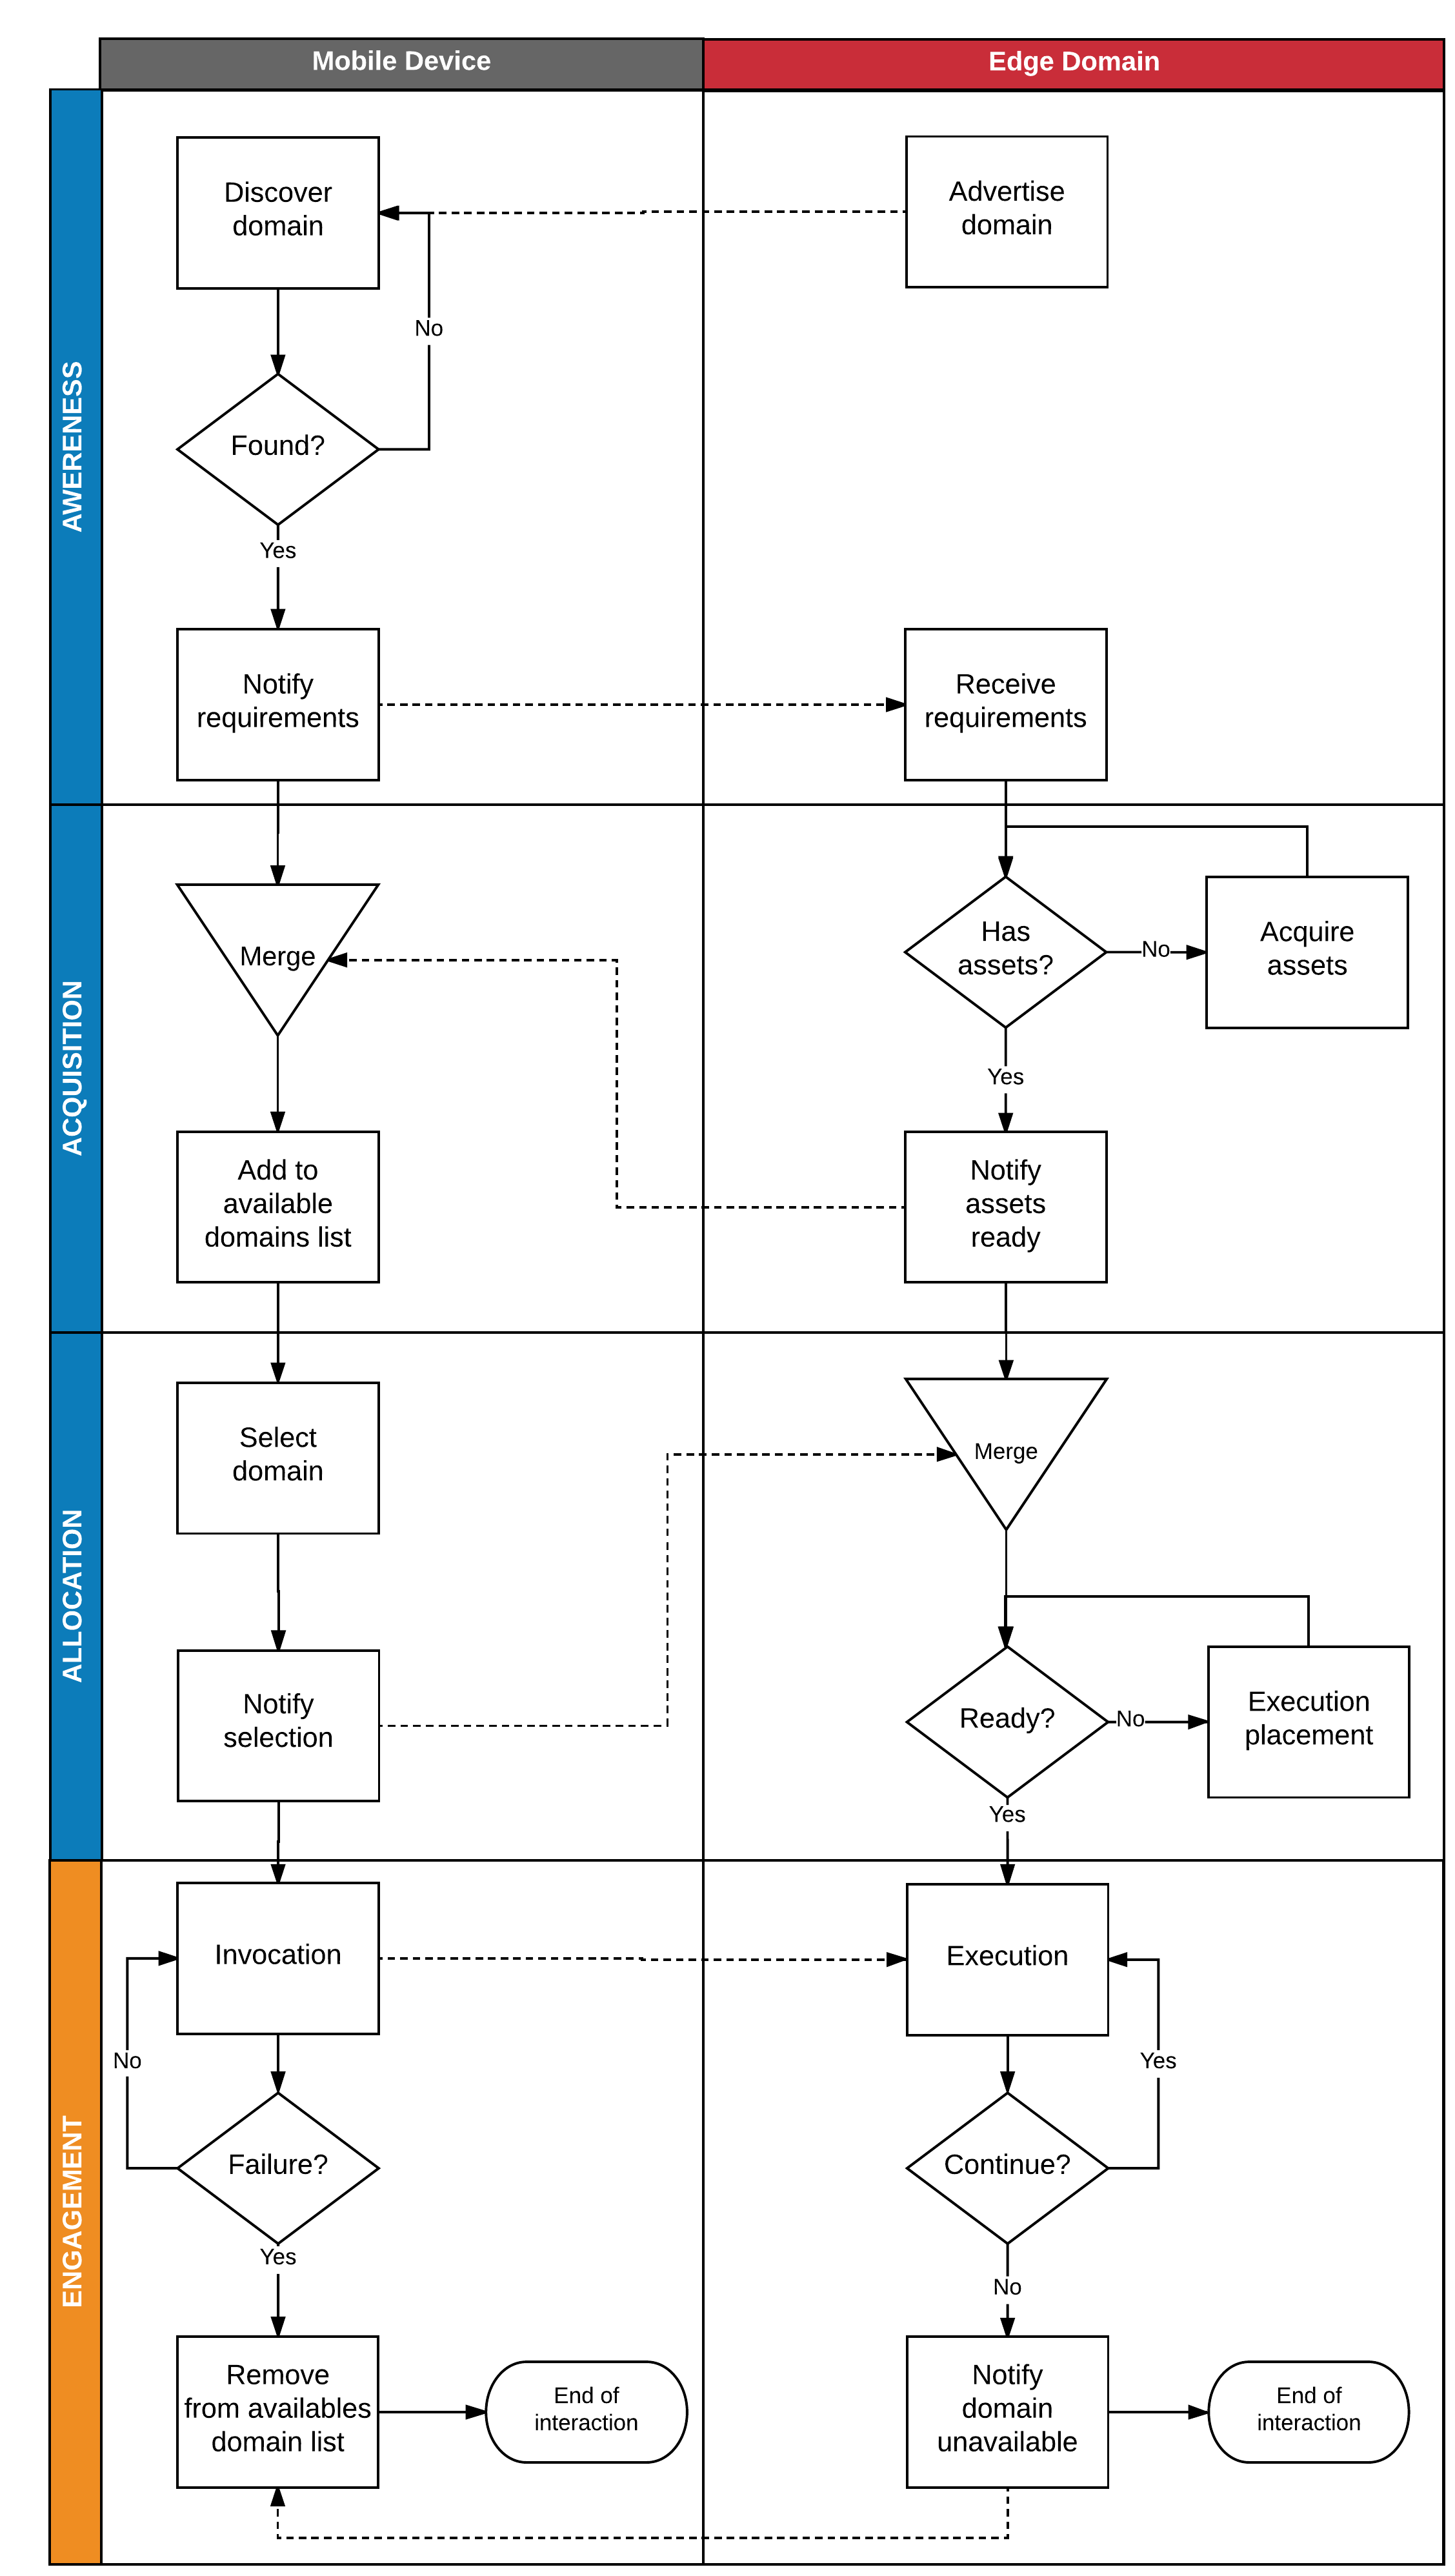 Mobile Device
Edge Domain
AWERENESS
Discover
domain
Advertise
domain
No
Found?
Yes
Notify
requirements
Receive
requirements
ACQUISITION
Merge
Has
assets?
No
Acquire
assets
Yes
Add to
available
domains list
Notify
assets
ready
ALLOCATION
Select
domain
Merge
Notify
selection
Ready?
No
Execution
placement
Yes
ENGAGEMENT
Invocation
Execution
No
Yes
Failure?
Continue?
Yes
No
Remove
from availables
domain list
End of
interaction
Notify
domain
unavailable
End of
interaction